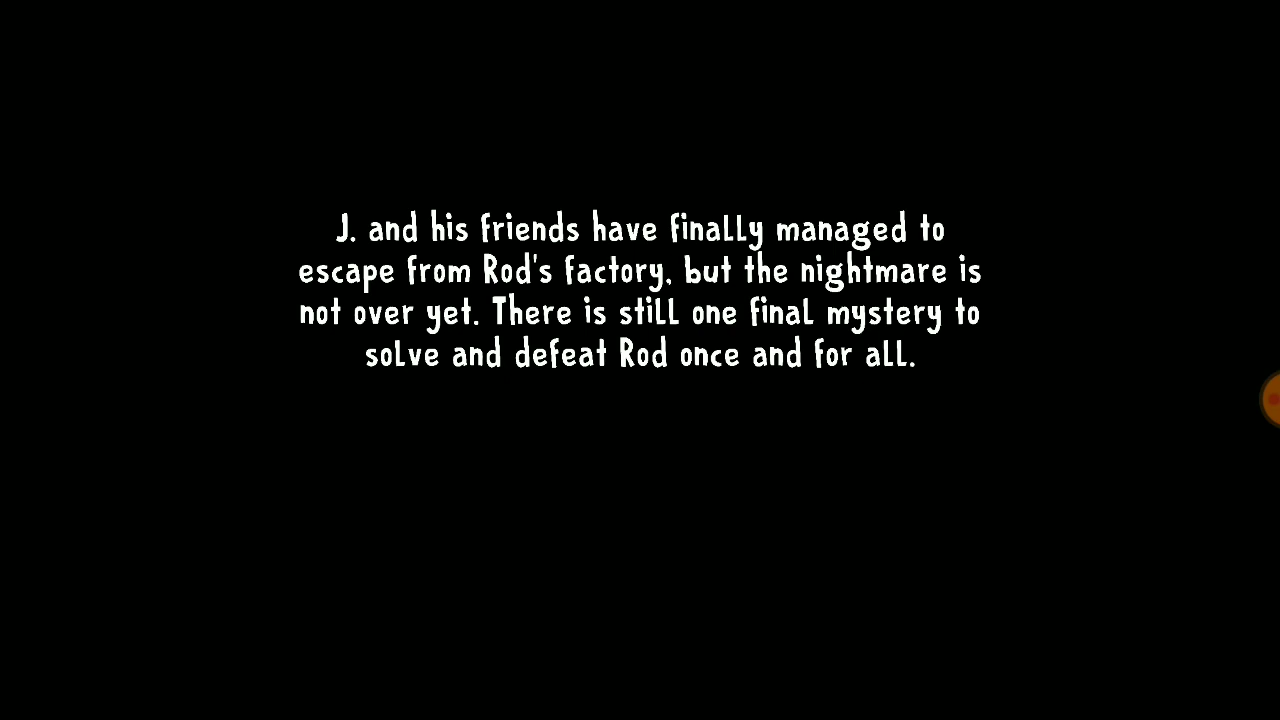 J. and his friends have finally managed to
escape from Rod's factory, but the nightmare is
not over yet. There is still one final mystery to
solve and defeat Rod once and for all.